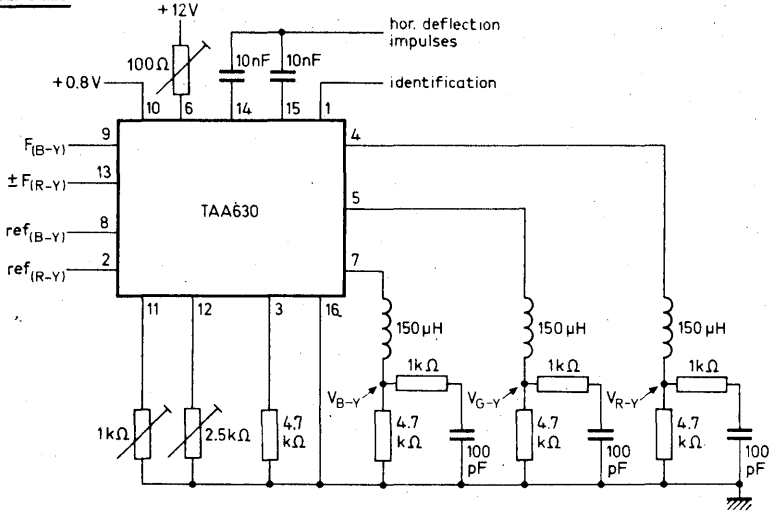 +12V
hor. deflection
impulses
100Ω
10nF
10nF
+0.8V
identification
10
6
14
15
1
9
4
F(B-Y)
13
±F(R-Y)
5
TAA630
8
ref(B-Y)
2
7
ref(R-Y)
11
12
3
16
150μH
150μH
150μH
1kΩ
1kΩ
1kΩ
VB-Y
VG-Y
VR-Y
1kΩ
2.5kΩ
4.7
kΩ
4.7
kΩ
100
pF
4.7
kΩ
100
pF
4.7
kΩ
100
pF